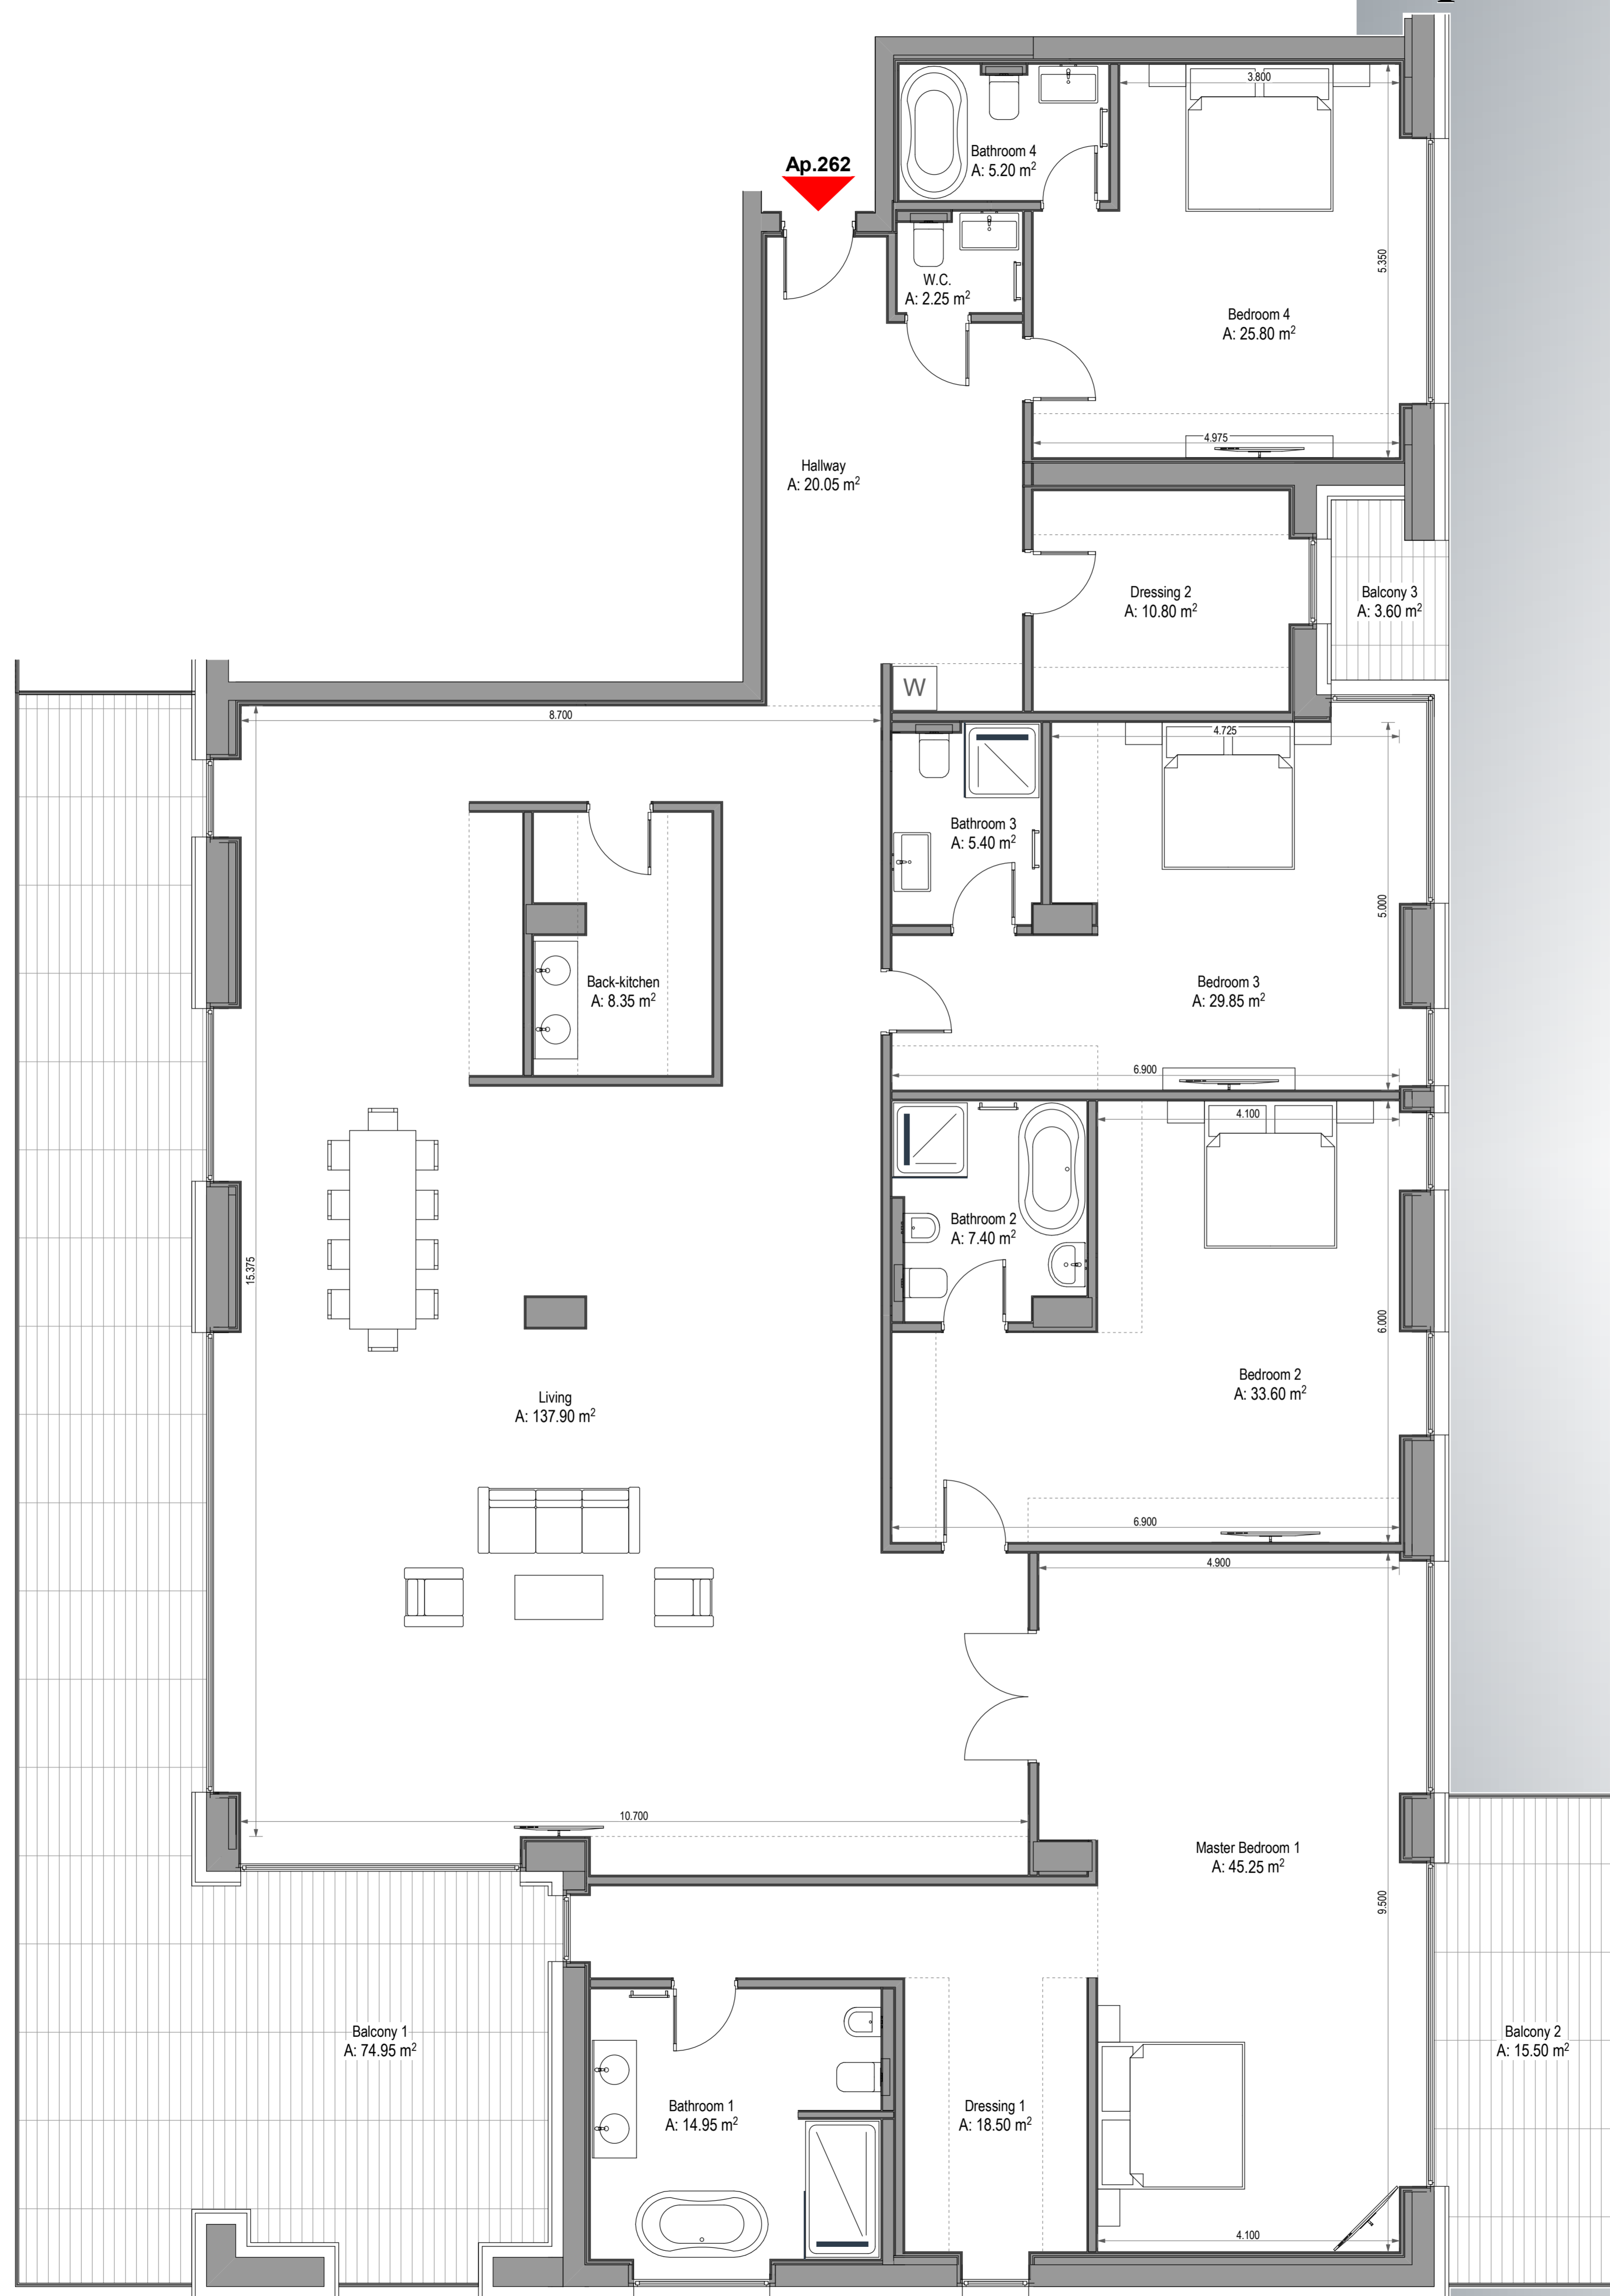 Ap.262
3.800
Bathroom 4
A: 5.20 m²
W.C.
A: 2.25 m²
5.350
Bedroom 4
A: 25.80 m²
4.975
Hallway
A: 20.05 m²
Dressing 2
A: 10.80 m²
Balcony 3
A: 3.60 m²
W
8.700
4.725
Bathroom 3
A: 5.40 m²
5.000
Back-kitchen
A: 8.35 m²
Bedroom 3
A: 29.85 m²
6.900
4.100
Bathroom 2
A: 7.40 m²
15.375
6.000
Bedroom 2
A: 33.60 m²
Living
A: 137.90 m²
6.900
4.900
10.700
Master Bedroom 1
A: 45.25 m²
9.500
Balcony 1
A: 74.95 m²
Balcony 2
A: 15.50 m²
Bathroom 1
A: 14.95 m²
Dressing 1
A: 18.50 m²
4.100